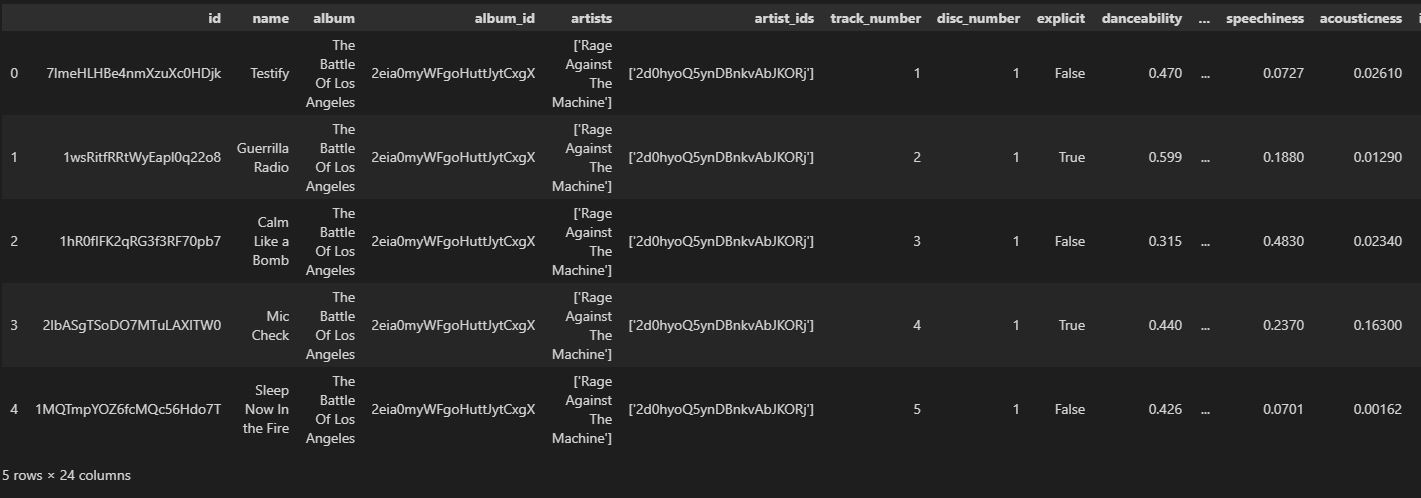 id name album album_id artists artist_ids track_number disc_number explicit danceability ... speechiness acousticness
0 7lmeHLHBe4nmXzuXc0HDjk Testify The Battle Of Los Angeles 2eia0myWFgoHuttJytCxgX ['Rage Against The Machine'] ['2d0hyoQ5ynDBnkvAbJKORj'] 1 1 False 0.470 ... 0.0727 0.02610
1 1wsRitfRRtWyEapl0q22o8 Guerrilla Radio The Battle Of Los Angeles 2eia0myWFgoHuttJytCxgX ['Rage Against The Machine'] ['2d0hyoQ5ynDBnkvAbJKORj'] 2 1 True 0.599 ... 0.1880 0.01290
2 1hR0fIFK2qRG3f3RF70pb7 Calm Like a Bomb The Battle Of Los Angeles 2eia0myWFgoHuttJytCxgX ['Rage Against The Machine'] ['2d0hyoQ5ynDBnkvAbJKORj'] 3 1 False 0.315 ... 0.4830 0.02340
3 2lbASgTSoDO7MTuLAXlTW0 Mic Check The Battle Of Los Angeles 2eia0myWFgoHuttJytCxgX ['Rage Against The Machine'] ['2d0hyoQ5ynDBnkvAbJKORj'] 4 1 True 0.440 ... 0.2370 0.16300
4 1MQTmpYOZ6fcMQc56Hdo7T Sleep Now In the Fire The Battle Of Los Angeles 2eia0myWFgoHuttJytCxgX ['Rage Against The Machine'] ['2d0hyoQ5ynDBnkvAbJKORj'] 5 1 False 0.426 ... 0.0701 0.00162
5 rows × 24 columns